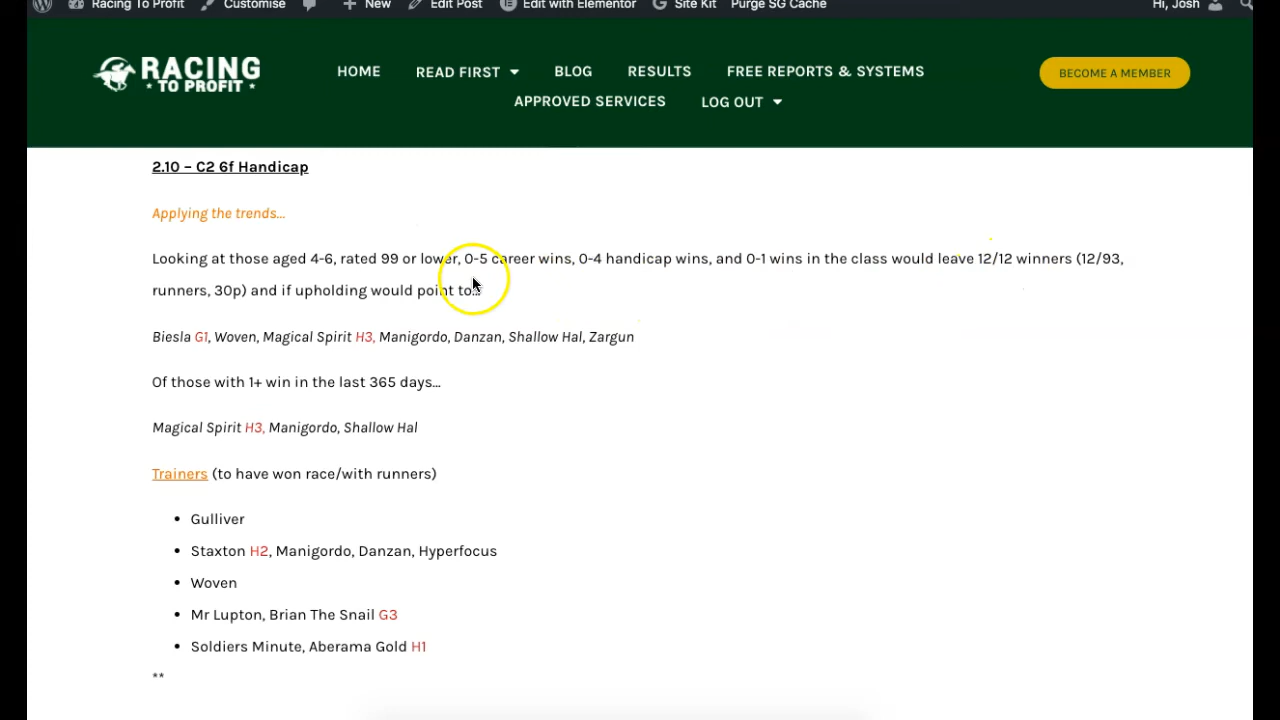 Racing To Profit Customise New Edit Post Edit with Elementor Site Kit Purge SG Cache Hi, Josh
RACING
TO PROFIT
HOME READ FIRST BLOG RESULTS FREE REPORTS & SYSTEMS
APPROVED SERVICES LOG OUT
BECOME A MEMBER
2.10 – C2 6f Handicap
Applying the trends…
Looking at those aged 4-6, rated 99 or lower, 0-5 career wins, 0-4 handicap wins, and 0-1 wins in the class would leave 12/12 winners (12/93,
runners, 30p) and if upholding would point to…
Biesla G1, Woven, Magical Spirit H3, Manigordo, Danzan, Shallow Hal, Zargun
Of those with 1+ win in the last 365 days…
Magical Spirit H3, Manigordo, Shallow Hal
Trainers (to have won race/with runners)
• Gulliver
• Staxton H2, Manigordo, Danzan, Hyperfocus
• Woven
• Mr Lupton, Brian The Snail G3
• Soldiers Minute, Aberama Gold H1
**